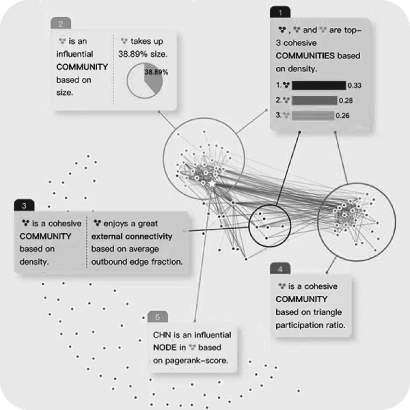 1
, and are top-
3 cohesive
COMMUNITIES based
on density.
1. 0.33
2. 0.28
3. 0.26
2
is an
influential
COMMUNITY
based on
size.
takes up
38.89% size.
38.89%
3
is a cohesive
COMMUNITY
based on
density.
enjoys a great
external connectivity
based on average
outbound edge fraction.
4
is a cohesive
COMMUNITY
based on triangle
participation ratio.
5
CHN is an influential
NODE in based
on pagerank-score.